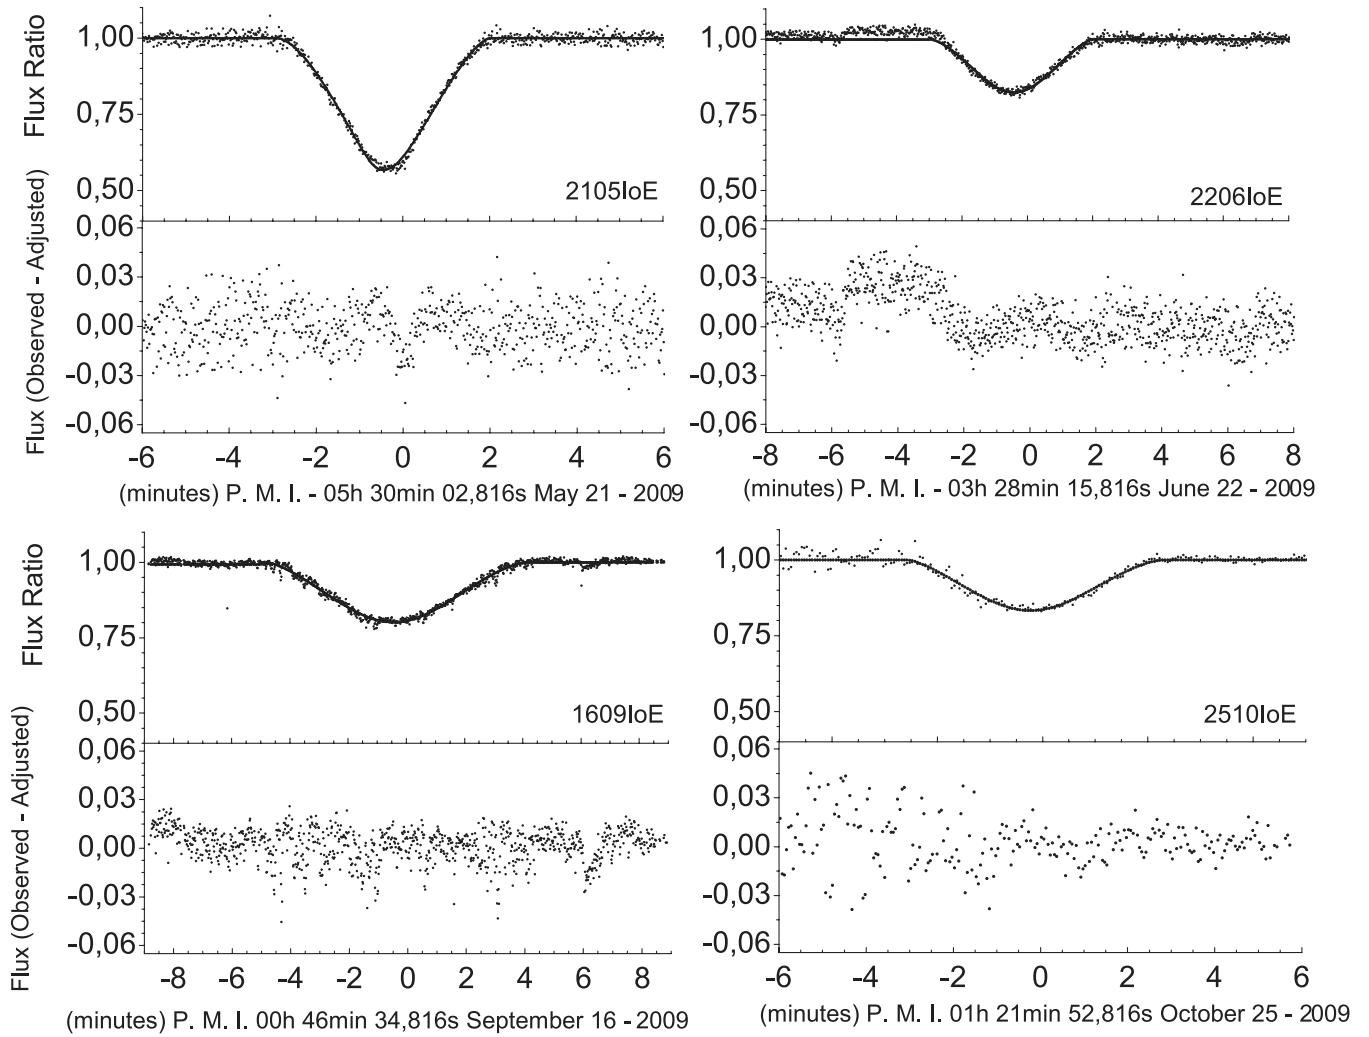 Flux Ratio
1,00
0,75
0,50
2105IoE
Flux (Observed - Adjusted)
0,06
0,03
0,00
-0,03
-0,06
-6 -4 -2 0 2 4 6
(minutes) P. M. I. - 05h 30min 02,816s May 21 - 2009
1,00
0,75
0,50
2206IoE
0,06
0,03
0,00
-0,03
-0,06
-8 -6 -4 -2 0 2 4 6 8
(minutes) P. M. I. - 03h 28min 15,816s June 22 - 2009
Flux Ratio
1,00
0,75
0,50
1609IoE
Flux (Observed - Adjusted)
0,06
0,03
0,00
-0,03
-0,06
-8 -6 -4 -2 0 2 4 6 8
(minutes) P. M. I. 00h 46min 34,816s September 16 - 2009
1,00
0,75
0,50
2510IoE
0,06
0,03
0,00
-0,03
-0,06
-6 -4 -2 0 2 4 6
(minutes) P. M. I. 01h 21min 52,816s October 25 - 2009